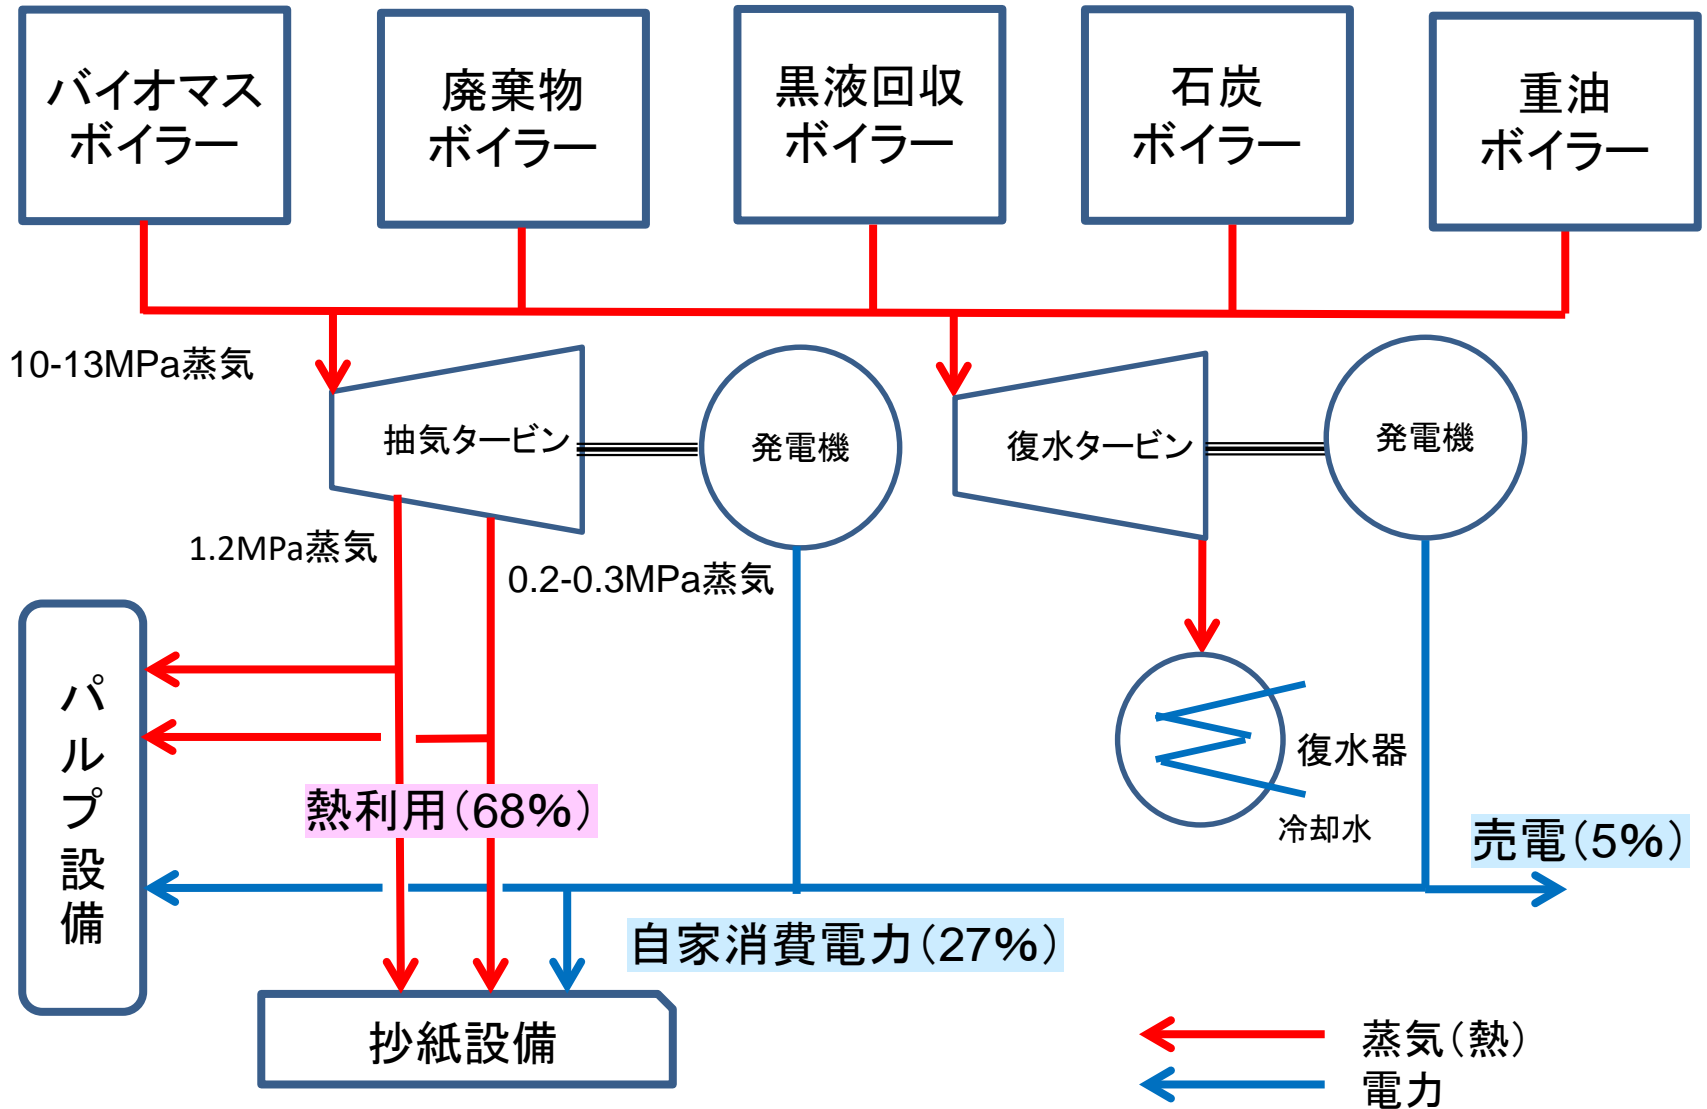 バイオマス
ボイラー
廃棄物
ボイラー
黒液回収
ボイラー
石炭
ボイラー
重油
ボイラー
10-13MPa蒸気
抽気タービン
発電機
復水タービン
発電機
1.2MPa蒸気
0.2-0.3MPa蒸気
パルプ設備
復水器
冷却水
熱利用(68%)
売電(5%)
自家消費電力(27%)
抄紙設備
蒸気(熱)
電力